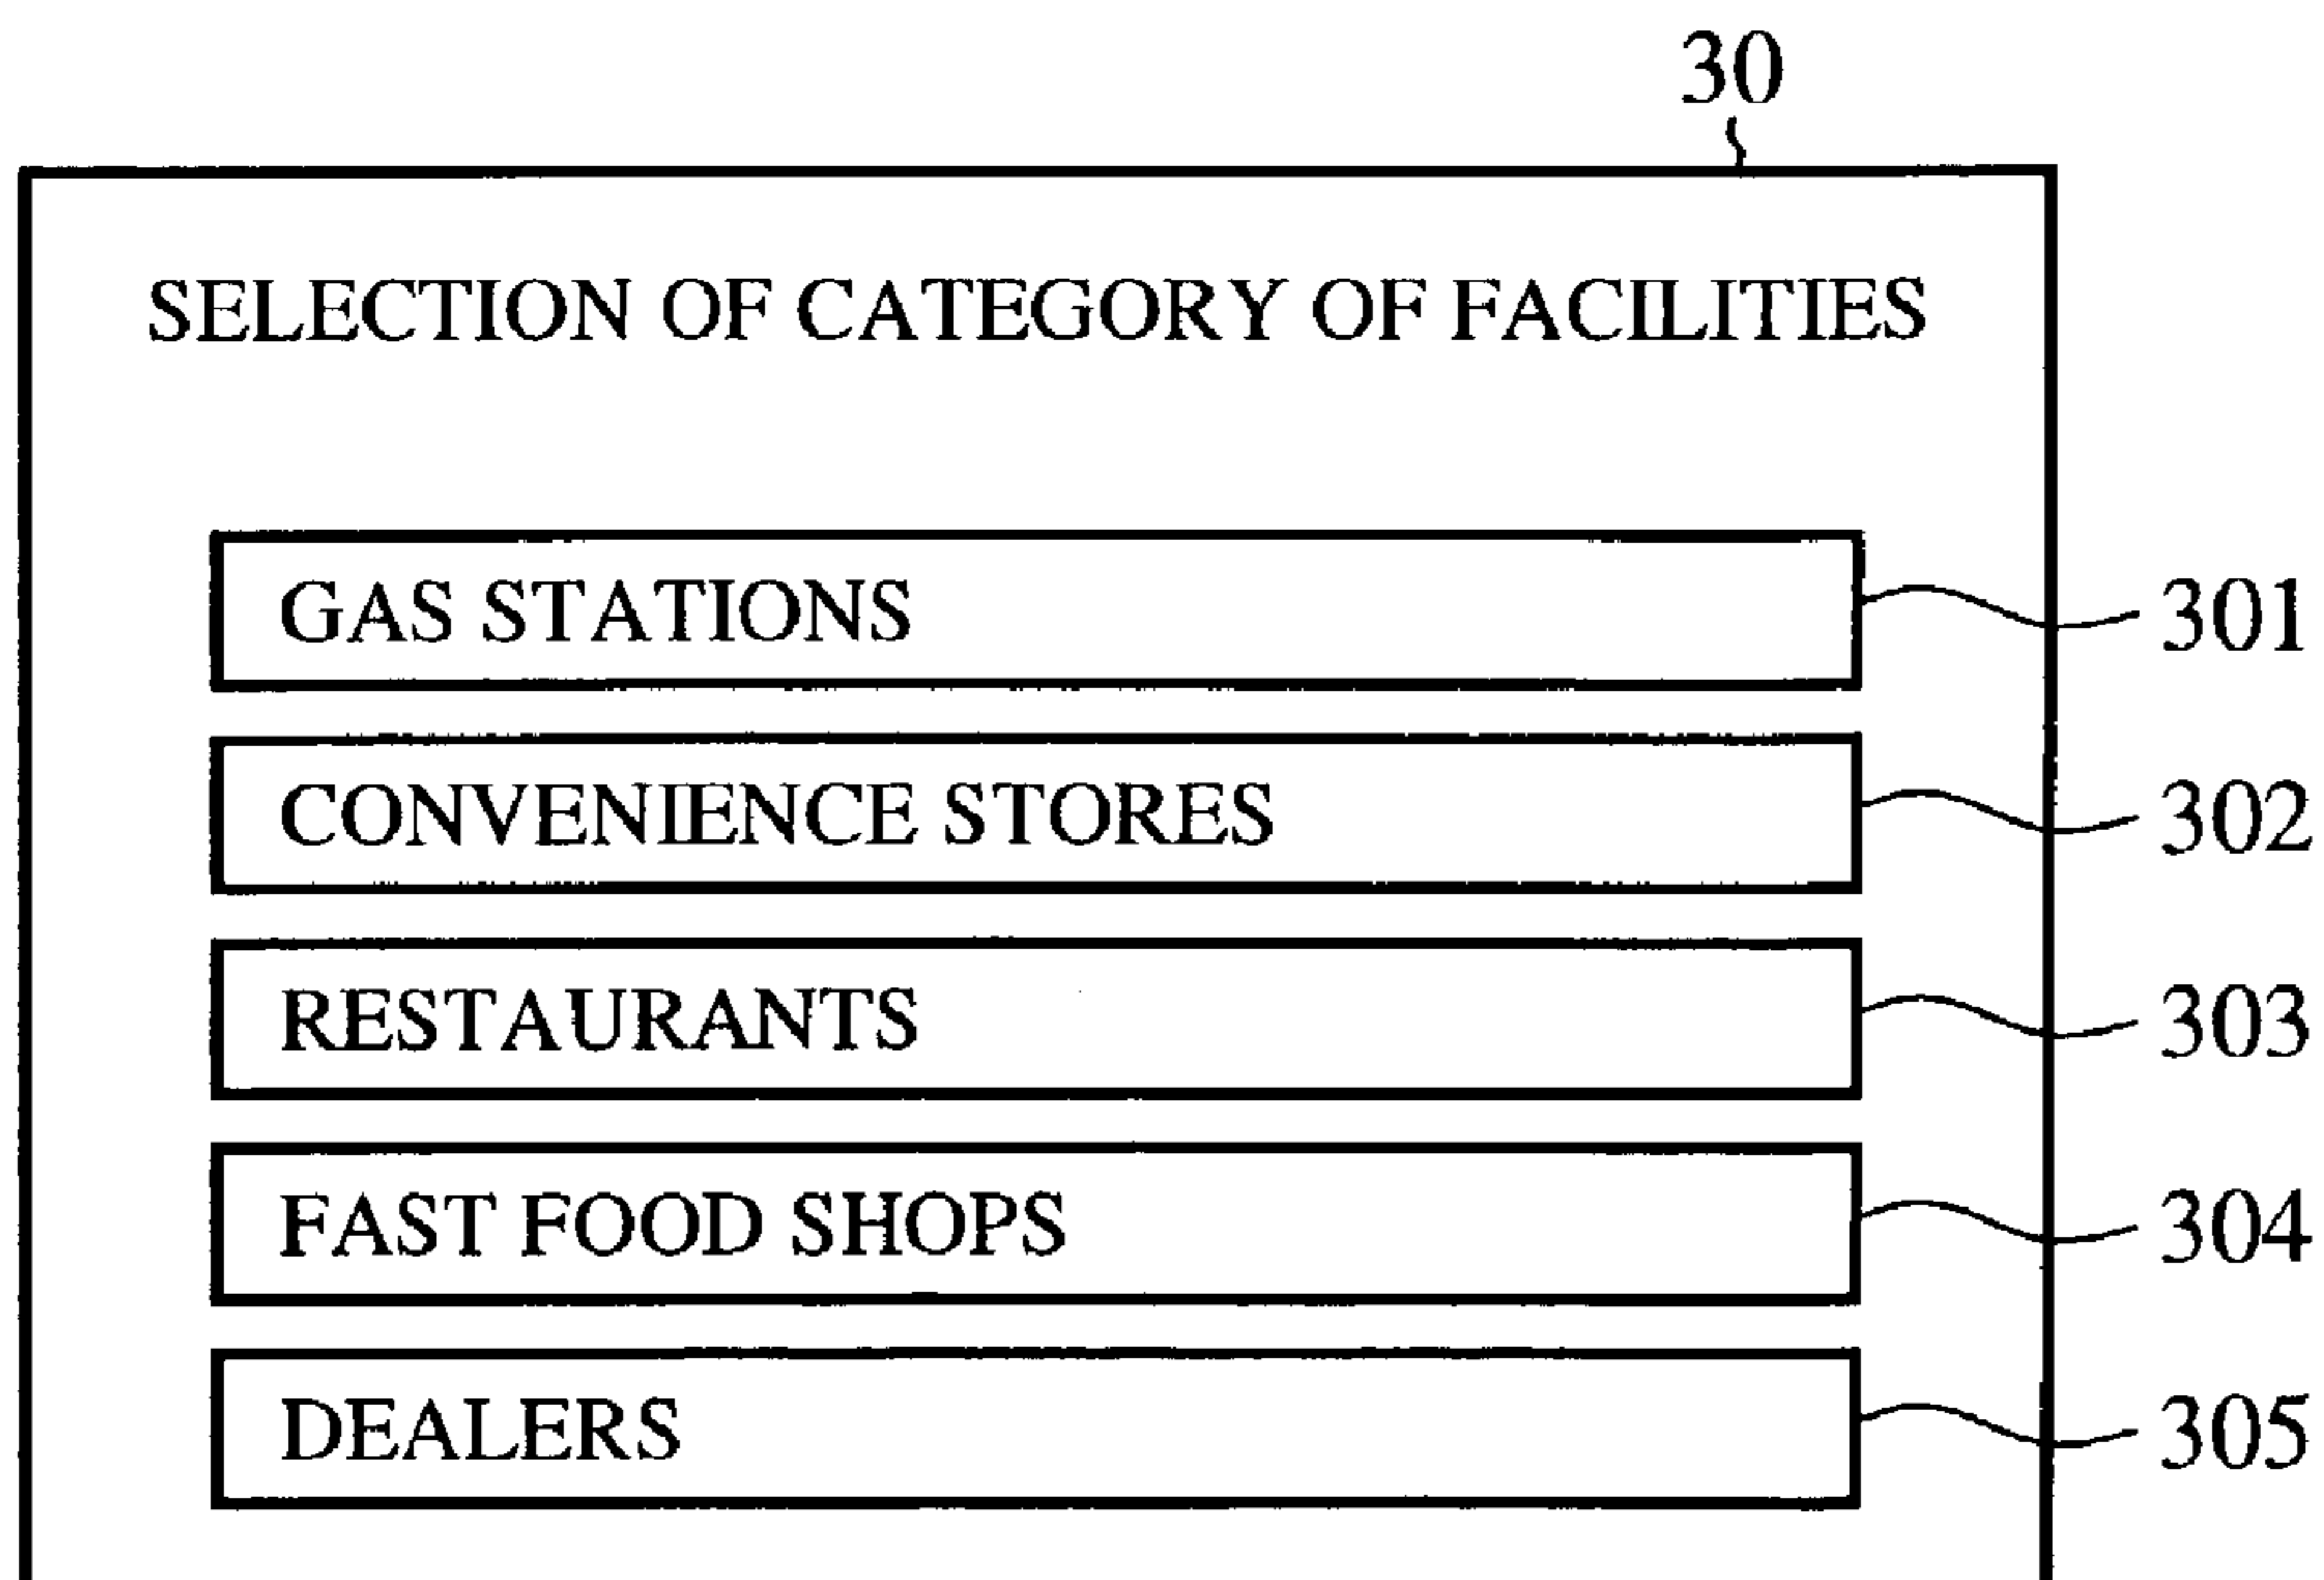 30
SELECTION OF CATEGORY OF FACILITIES
GAS STATIONS 301
CONVENIENCE STORES 302
RESTAURANTS 303
FAST FOOD SHOPS 304
DEALERS 305